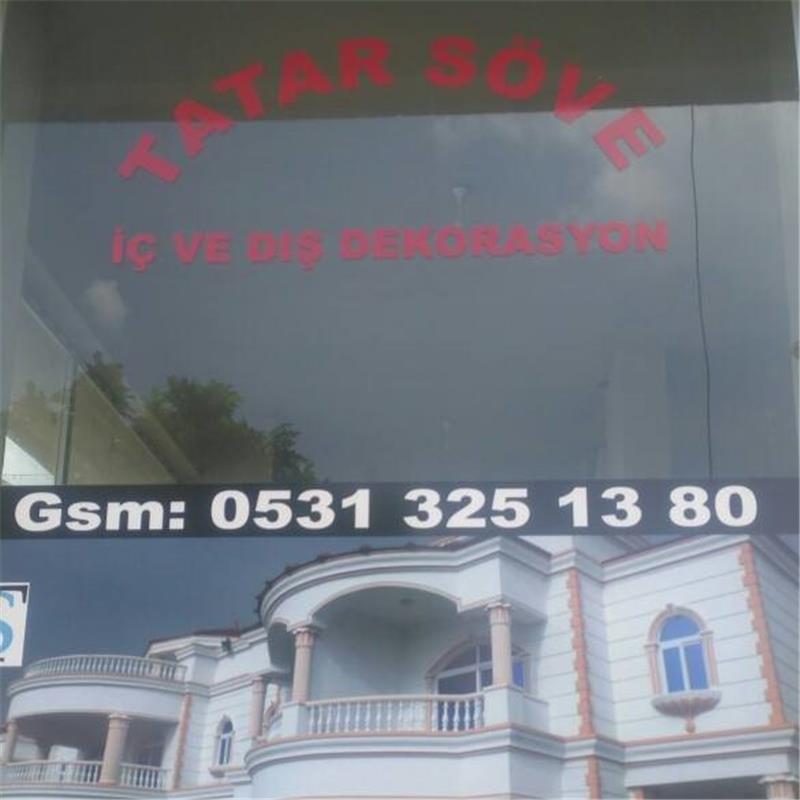 TATAR SÖVE
İÇ VE DIŞ DEKORASYON
Gsm: 0531 325 13 80